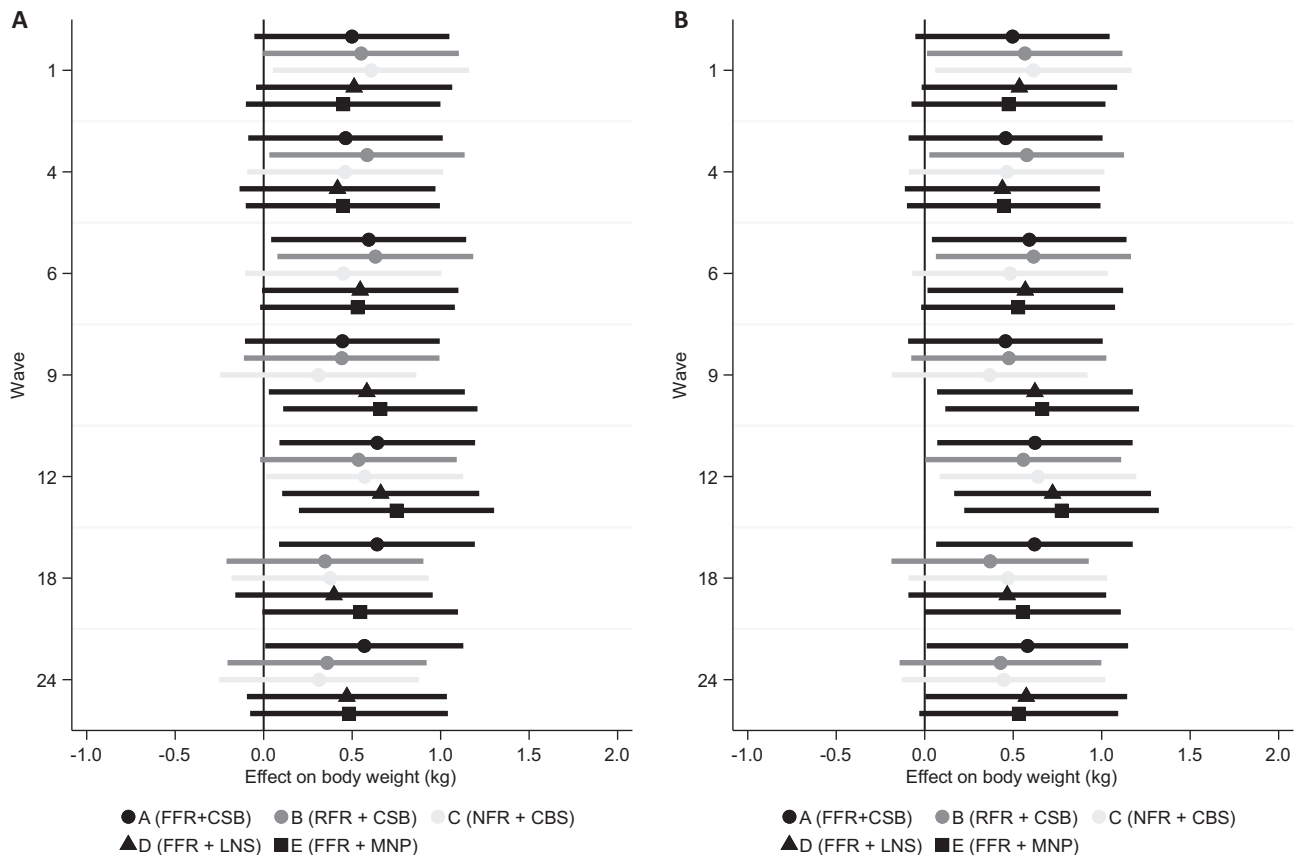 A
B
Wave
1
4
6
9
12
18
24
-1.0 -0.5 0.0 0.5 1.0 1.5 2.0
Effect on body weight (kg)
A (FFR+CSB) B (RFR + CSB) C (NFR + CBS)
D (FFR + LNS) E (FFR + MNP)
Wave
1
4
6
9
12
18
24
-1.0 -0.5 0.0 0.5 1.0 1.5 2.0
Effect on body weight (kg)
A (FFR+CSB) B (RFR + CSB) C (NFR + CBS)
D (FFR + LNS) E (FFR + MNP)